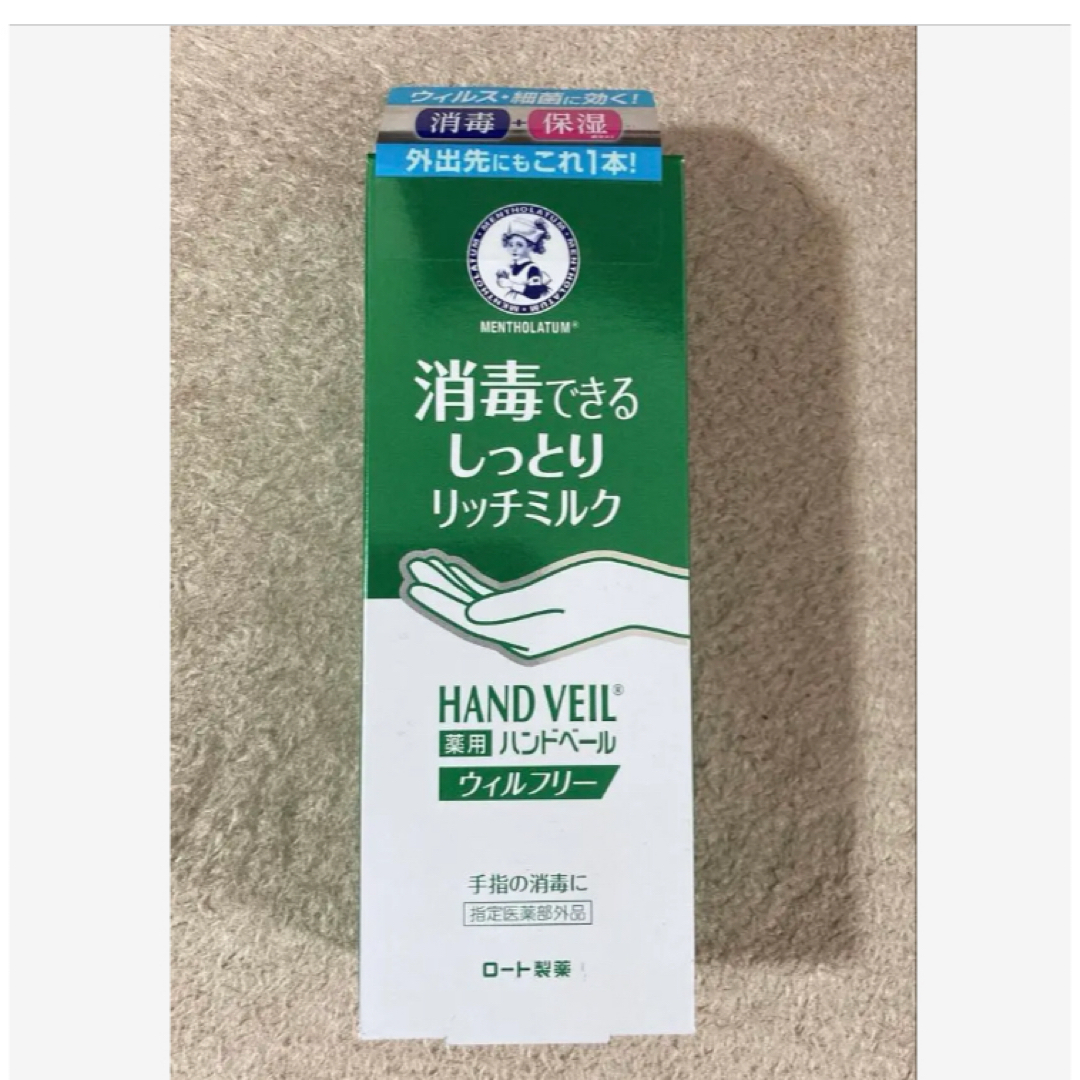 ウィルス・細菌に効く!
消毒+保湿
外出先にもこれ1本!
MENTHOLATUM・MENTHOLATUM・MENTHOLATUM・MENTHOLATUM
MENTHOLATUM®
消毒できる
しっとり
リッチミルク
HAND VEIL®
薬用 ハンドベール
ウィルフリー
手指の消毒に
指定医薬部外品
ロート製薬